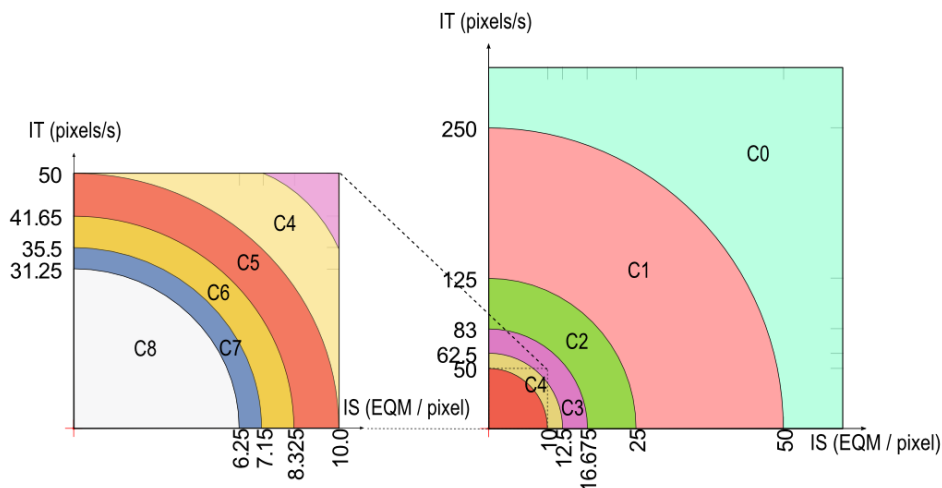 IT (pixels/s)
50
41.65
35.5
31.25
C4
C5
C6
C7
C8
IS (EQM / pixel)
6.25
7.15
8.325
10.0
IT (pixels/s)
250
125
83
62.5
50
C0
C1
C2
C3
C4
10
12.5
16.675
25
50
IS (EQM / pixel)